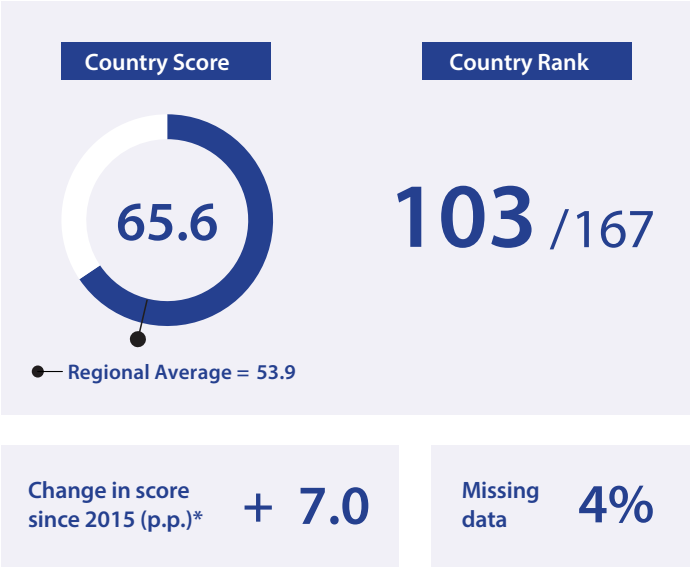 Country Score
Country Rank
65.6
103 /167
Regional Average = 53.9
Change in score
since 2015 (p.p.)*
+ 7.0
Missing
data
4%